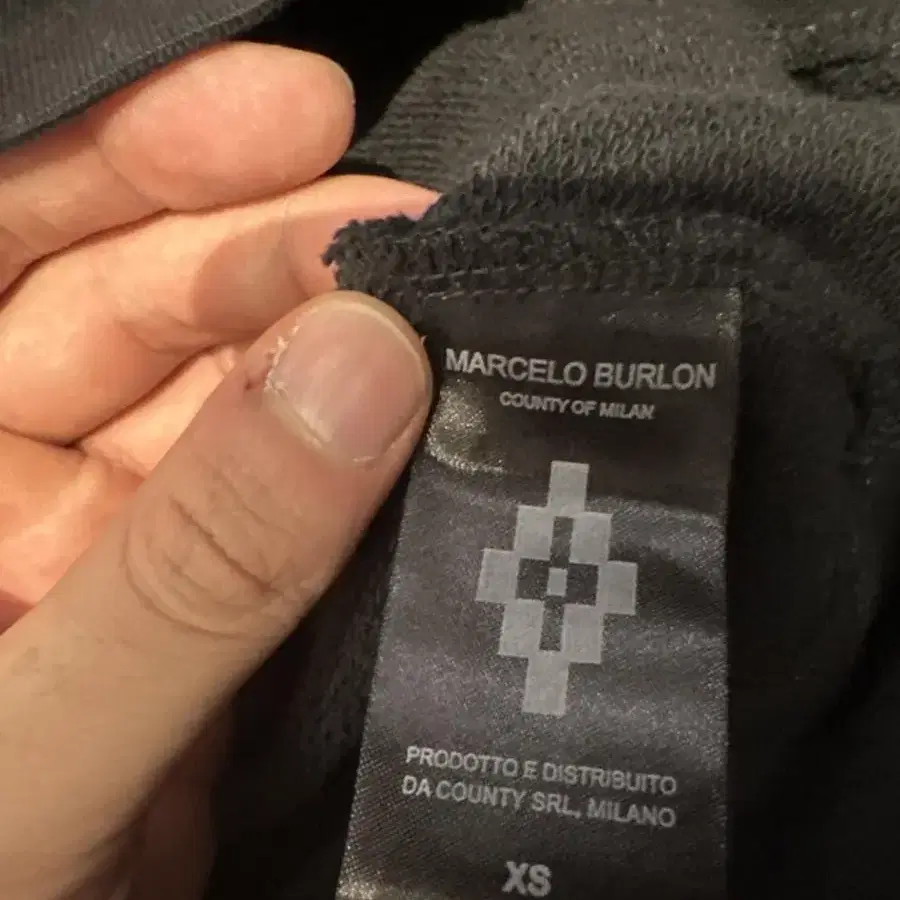 MARCELO BURLON
COUNTY OF MILAN
PRODOTTO E DISTRIBUITO
DA COUNTY SRL, MILANO
XS